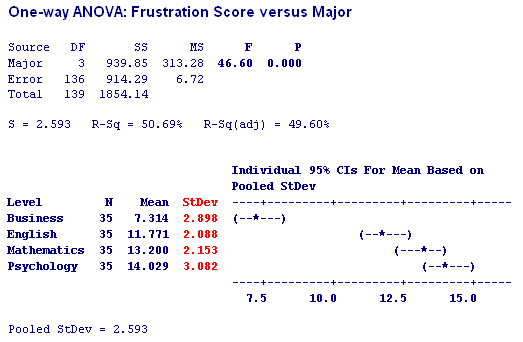 One-way ANOVA: Frustration Score versus Major
Source   DF       SS      MS      F      P
Major     3   939.85  313.28  46.60  0.000
Error   136   914.29    6.72
Total   139  1854.14
S = 2.593   R-Sq = 50.69%   R-Sq(adj) = 49.60%
Individual 95% CIs For Mean Based on
Pooled StDev
Level         N    Mean  StDev  ----+---------+---------+---------+-----
Business     35   7.314  2.898  (--*---)
English      35  11.771  2.088                    (--*---)
Mathematics  35  13.200  2.153                         (---*--)
Psychology   35  14.029  3.082                             (--*---)
----+---------+---------+---------+-----
7.5      10.0      12.5      15.0
Pooled StDev = 2.593